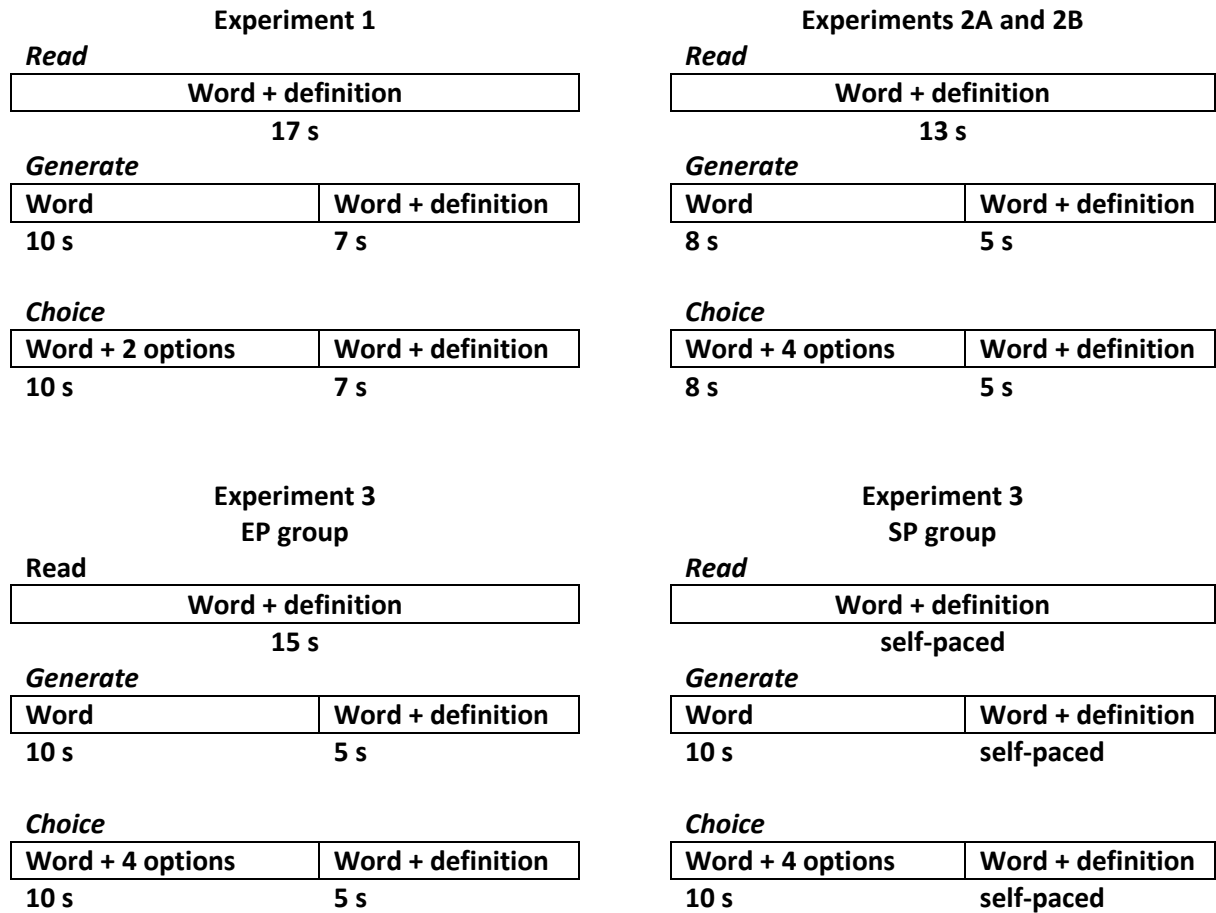 Experiment 1
Read
Word + definition
17 s
Generate
Word Word + definition
10 s 7 s
Choice
Word + 2 options Word + definition
10 s 7 s
Experiments 2A and 2B
Read
Word + definition
13 s
Generate
Word Word + definition
8 s 5 s
Choice
Word + 4 options Word + definition
8 s 5 s
Experiment 3
EP group
Read
Word + definition
15 s
Generate
Word Word + definition
10 s 5 s
Choice
Word + 4 options Word + definition
10 s 5 s
Experiment 3
SP group
Read
Word + definition
self-paced
Generate
Word Word + definition
10 s self-paced
Choice
Word + 4 options Word + definition
10 s self-paced